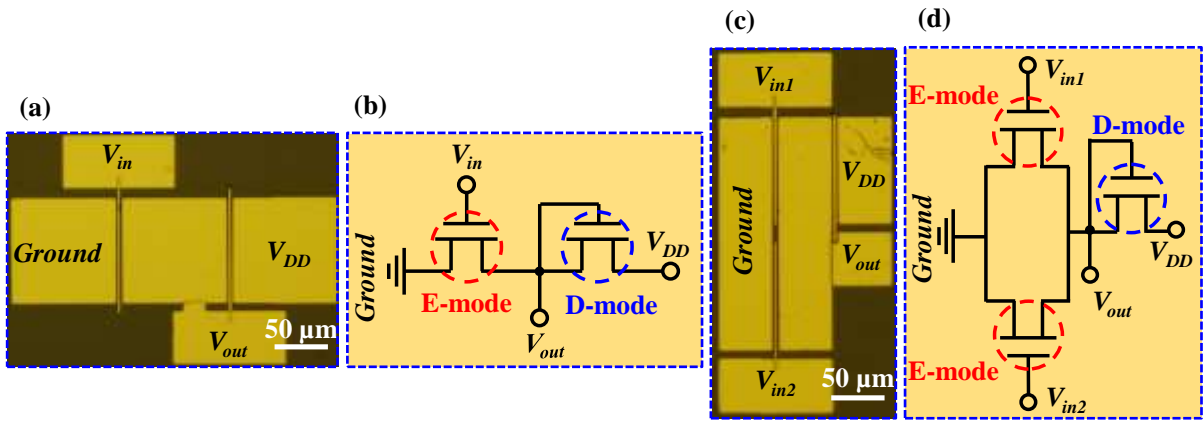 (a)
V_in
Ground
V_DD
V_out
50 µm
(b)
V_in
Ground
E-mode
D-mode
V_DD
V_out
(c)
V_in1
Ground
V_DD
V_out
V_in2
50 µm
(d)
V_in1
E-mode
D-mode
Ground
V_DD
V_out
E-mode
V_in2